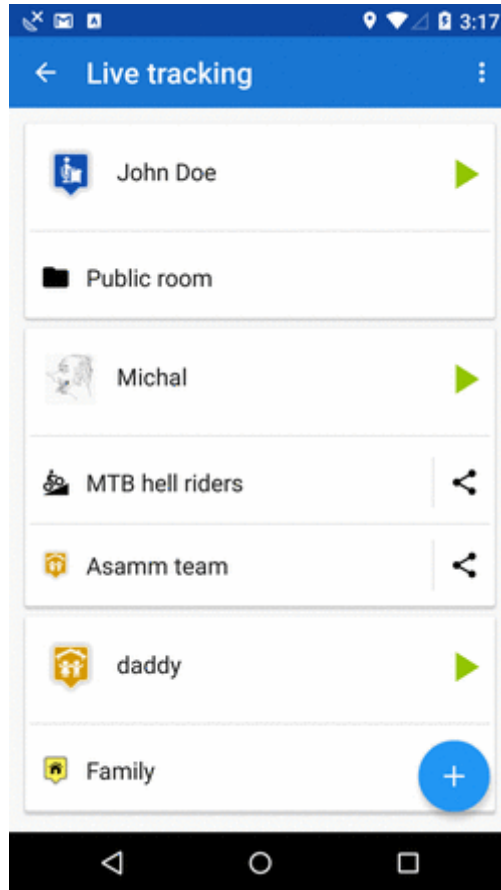 3:17
Live tracking
John Doe
Public room
Michal
MTB hell riders
Asamm team
daddy
Family